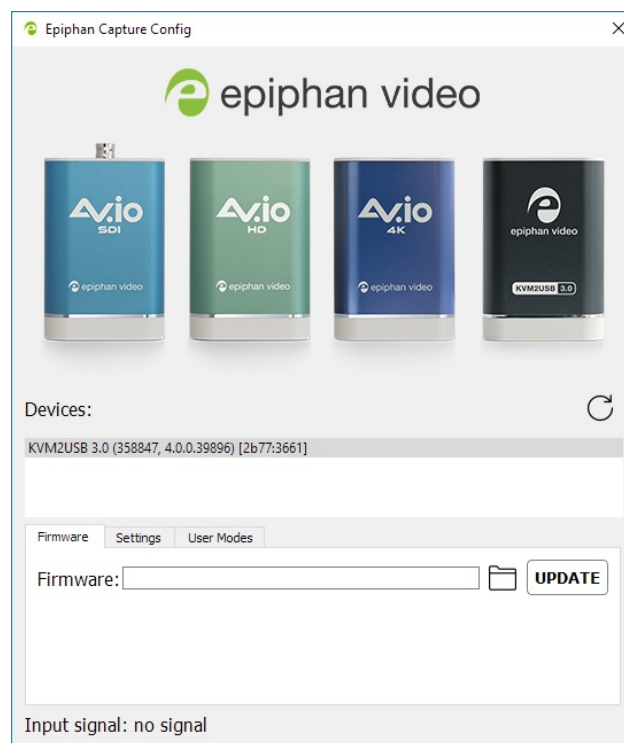 Epiphan Capture Config
epiphan video
AV.io SDI
AV.io HD
AV.io 4K
epiphan video
epiphan video
epiphan video
epiphan video
KVM2USB 3.0
Devices:
KVM2USB 3.0 (358847, 4.0.0.39896) [2b77:3661]
Firmware
Settings
User Modes
Firmware:
UPDATE
Input signal: no signal